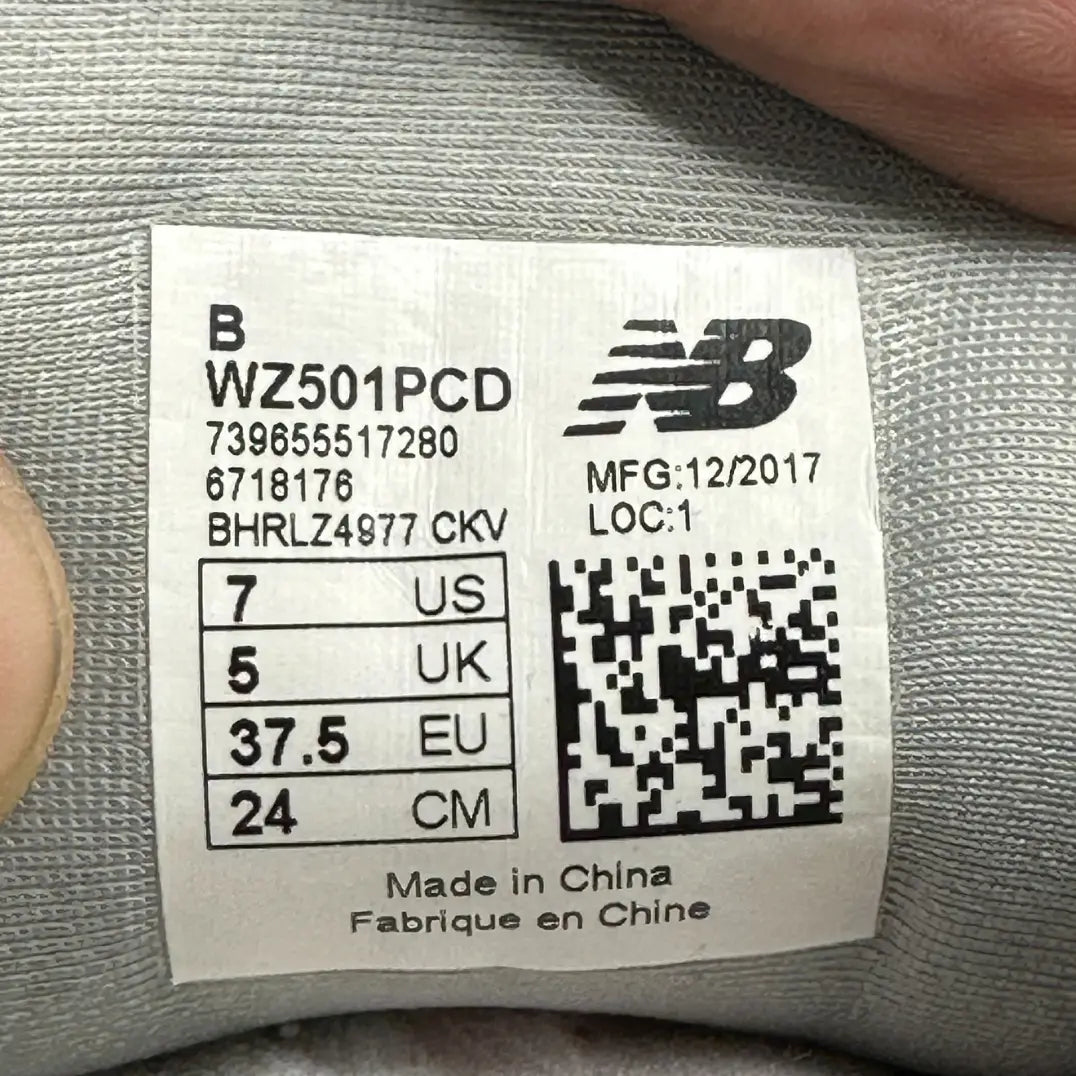 B
WZ501PCD
739655517280
6718176
BHRLZ4977 CKV
7 US
5 UK
37.5 EU
24 CM
NB
MFG:12/2017
LOC:1
Made in China
Fabrique en Chine